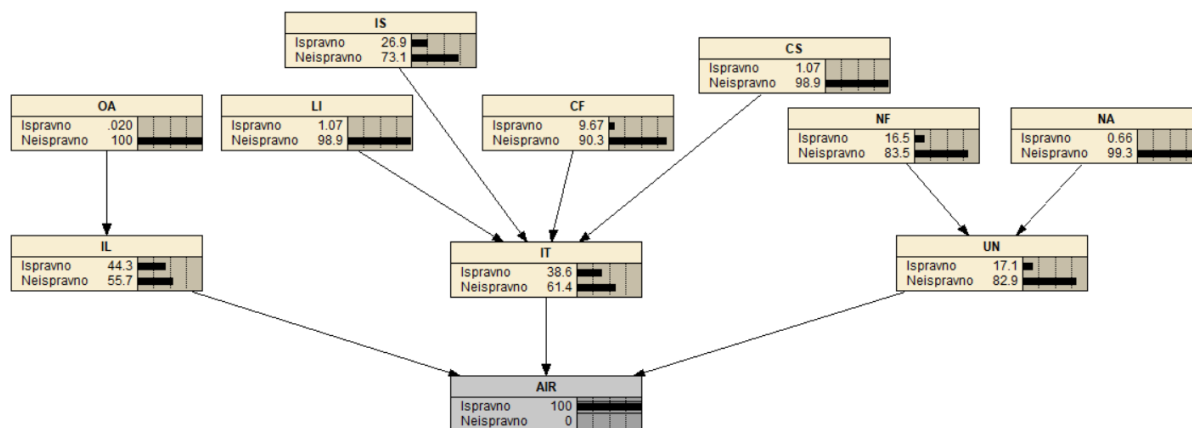 IS
Ispravno 26.9
Neispravno 73.1
CS
Ispravno 1.07
Neispravno 98.9
OA
Ispravno .020
Neispravno 100
LI
Ispravno 1.07
Neispravno 98.9
CF
Ispravno 9.67
Neispravno 90.3
NF
Ispravno 16.5
Neispravno 83.5
NA
Ispravno 0.66
Neispravno 99.3
IL
Ispravno 44.3
Neispravno 55.7
IT
Ispravno 38.6
Neispravno 61.4
UN
Ispravno 17.1
Neispravno 82.9
AIR
Ispravno 100
Neispravno 0